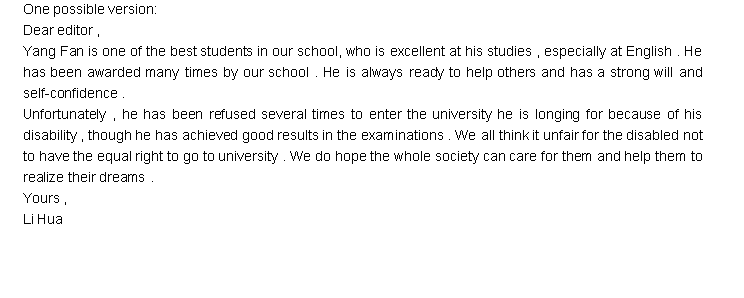 One possible version:
Dear editor ,
Yang Fan is one of the best students in our school, who is excellent at his studies , especially at English . He
has been awarded many times by our school . He is always ready to help others and has a strong will and
self-confidence .
Unfortunately , he has been refused several times to enter the university he is longing for because of his
disability , though he has achieved good results in the examinations . We all think it unfair for the disabled not
to have the equal right to go to university . We do hope the whole society can care for them and help them to
realize their dreams .
Yours ,
Li Hua